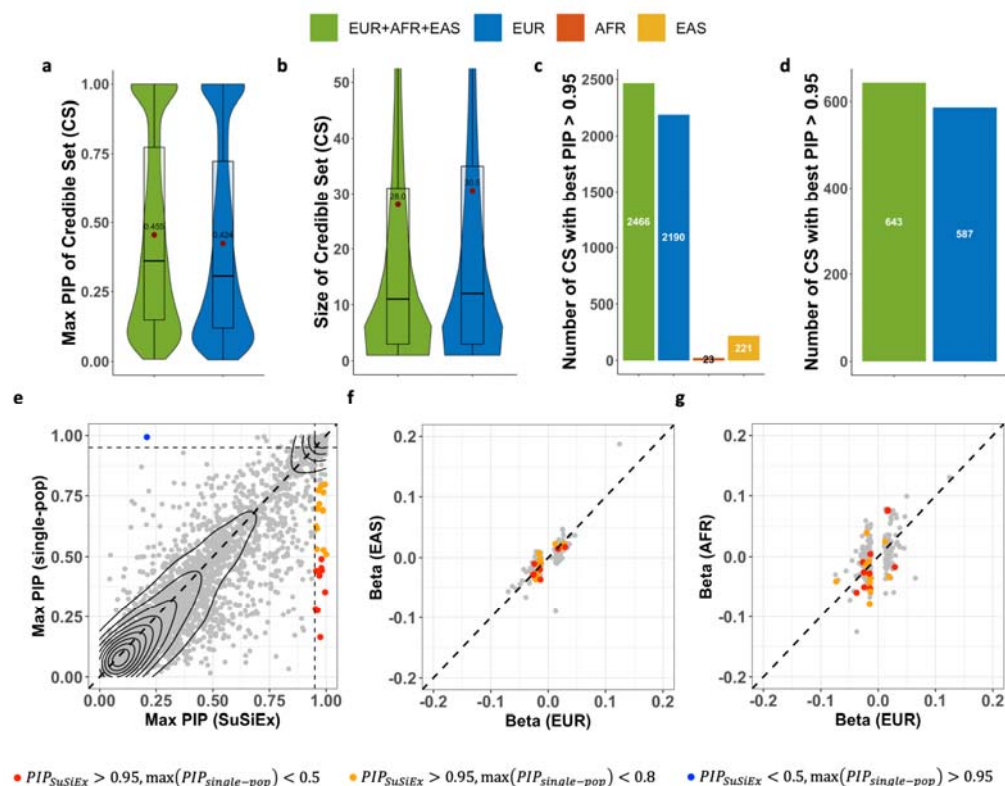 EUR+AFR+EAS EUR AFR EAS
a b c d
Max PIP of Credible Set (CS)
1.00
0.75
0.50
0.25
0.00
0.455
0.424
Size of Credible Set (CS)
50
40
30
20
10
0
28.0
30.5
Number of CS with best PIP > 0.95
2500
2000
1500
1000
500
0
2466
2190
23
221
Number of CS with best PIP > 0.95
600
400
200
0
643
587
e f g
Max PIP (single-pop)
1.00
0.75
0.50
0.25
0.00
0.00 0.25 0.50 0.75 1.00
Max PIP (SuSiEx)
Beta (EAS)
0.2
0.1
0.0
-0.1
-0.2
-0.2 -0.1 0.0 0.1 0.2
Beta (EUR)
Beta (AFR)
0.2
0.1
0.0
-0.1
-0.2
-0.2 -0.1 0.0 0.1 0.2
Beta (EUR)
PIP_SuSiEx > 0.95, max(PIP_single−pop) < 0.5
PIP_SuSiEx > 0.95, max(PIP_single−pop) < 0.8
PIP_SuSiEx < 0.5, max(PIP_single−pop) > 0.95